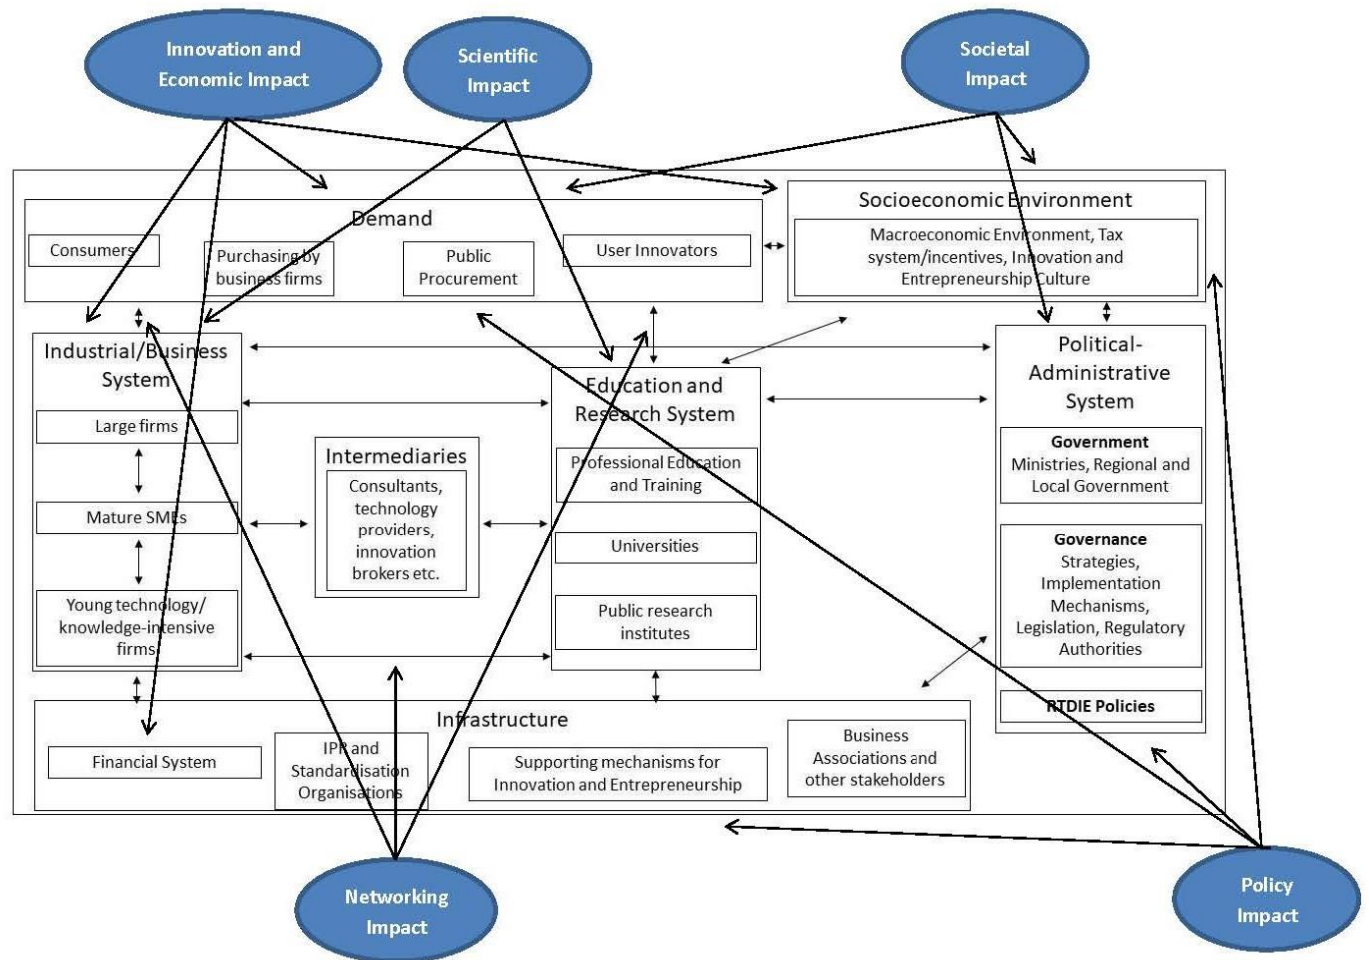 Innovation and
Economic Impact
Scientific
Impact
Societal
Impact
Demand
Consumers
Purchasing by
business firms
Public
Procurement
User Innovators
Socioeconomic Environment
Macroeconomic Environment, Tax
system/incentives, Innovation and
Entrepreneurship Culture
Industrial/Business
System
Large firms
Mature SMEs
Young technology/
knowledge-intensive
firms
Intermediaries
Consultants,
technology
providers,
innovation
brokers etc.
Education and
Research System
Professional Education
and Training
Universities
Public research
institutes
Political-
Administrative
System
Government
Ministries, Regional and
Local Government
Governance
Strategies,
Implementation
Mechanisms,
Legislation, Regulatory
Authorities
RTDIE Policies
Infrastructure
Financial System
IPR and
Standardisation
Organisations
Supporting mechanisms for
Innovation and Entrepreneurship
Business
Associations and
other stakeholders
Networking
Impact
Policy
Impact